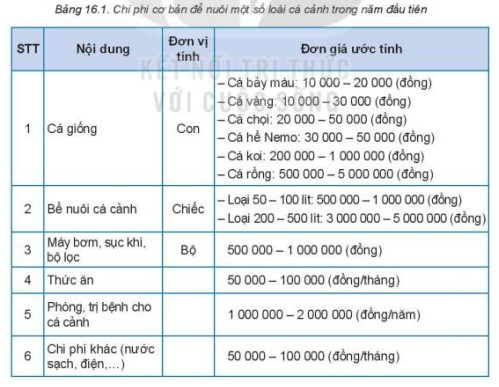 Bảng 16.1. Chi phí cơ bản để nuôi một số loài cá cảnh trong năm đầu tiên
STT Nội dung Đơn vị tính Đơn giá ước tính
1 Cá giống Con
– Cá bảy màu: 10 000 – 20 000 (đồng)
– Cá vàng: 10 000 – 30 000 (đồng)
– Cá chọi: 20 000 – 50 000 (đồng)
– Cá hề Nemo: 30 000 – 50 000 (đồng)
– Cá koi: 200 000 – 1 000 000 (đồng)
– Cá rồng: 500 000 – 5 000 000 (đồng)
2 Bể nuôi cá cảnh Chiếc
– Loại 50 – 100 lít: 500 000 – 1 000 000 (đồng)
– Loại 200 – 500 lít: 3 000 000 – 5 000 000 (đồng)
3 Máy bơm, sục khí, bộ lọc Bộ 500 000 – 1 000 000 (đồng)
4 Thức ăn 50 000 – 100 000 (đồng/tháng)
5 Phòng, trị bệnh cho cá cảnh 1 000 000 – 2 000 000 (đồng/năm)
6 Chi phí khác (nước sạch, điện,...) 50 000 – 100 000 (đồng/tháng)
KẾT NỐI TRI THỨC
VỚI CUỘC SỐNG